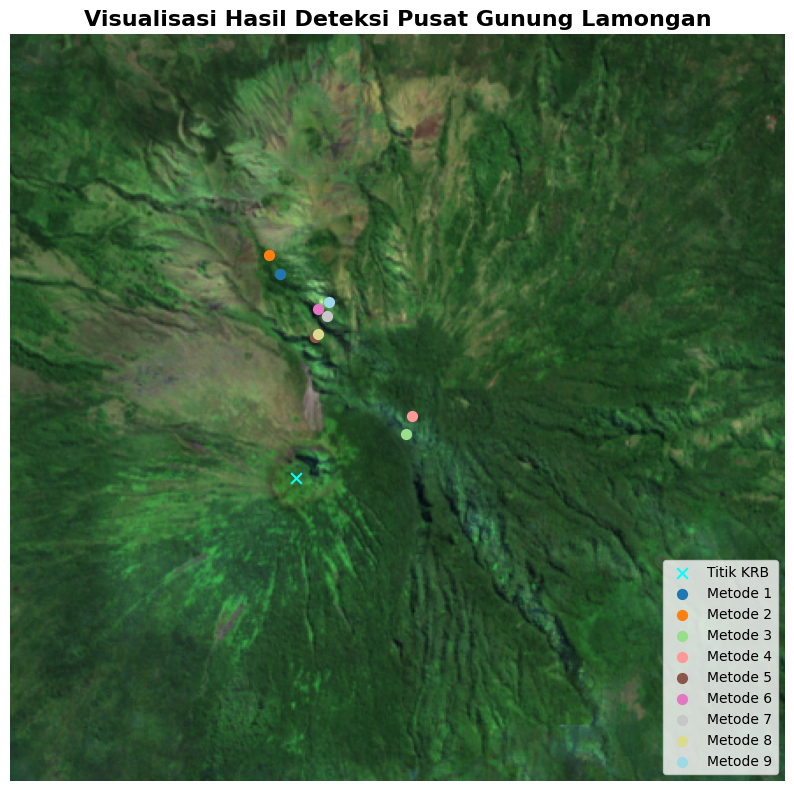 Visualisasi Hasil Deteksi Pusat Gunung Lamongan
Titik KRB
Metode 1
Metode 2
Metode 3
Metode 4
Metode 5
Metode 6
Metode 7
Metode 8
Metode 9